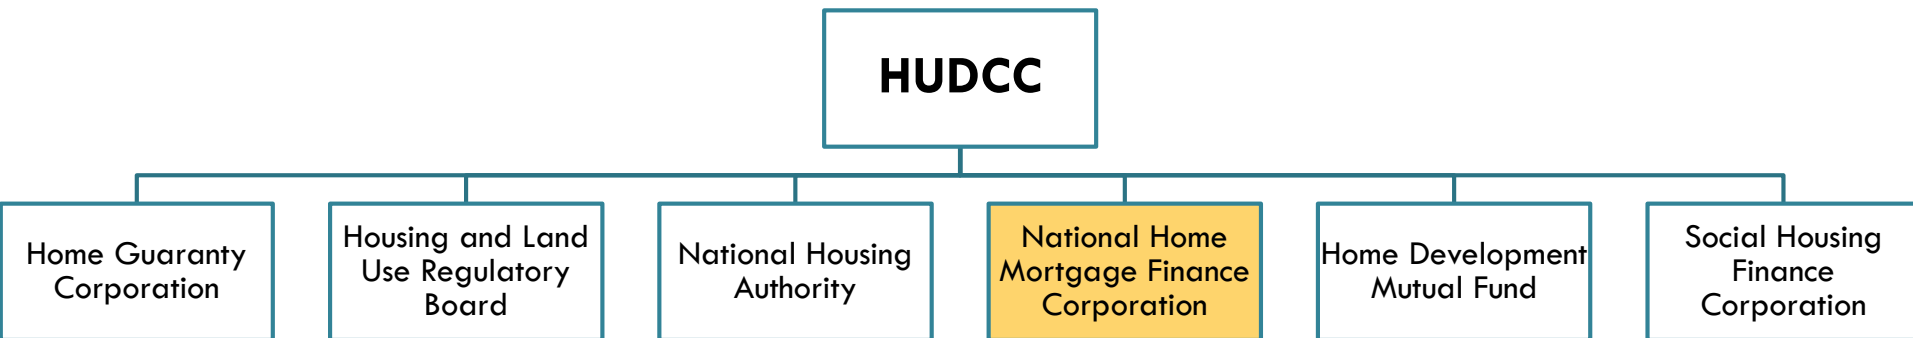 HUDCC
Home Guaranty
Corporation
Housing and Land
Use Regulatory
Board
National Housing
Authority
National Home
Mortgage Finance
Corporation
Home Development
Mutual Fund
Social Housing
Finance
Corporation